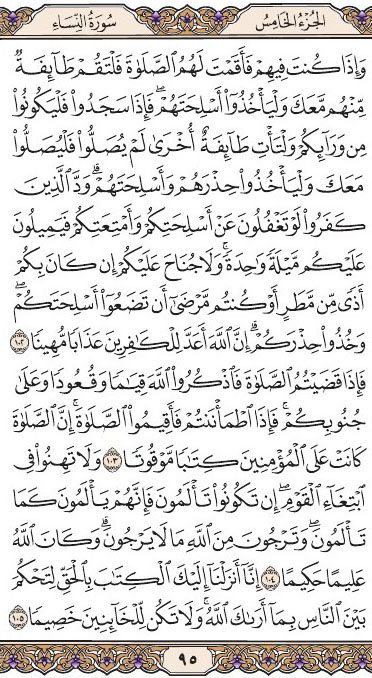 الجُزْءُ الخَامِسُ سُورَةُ النِّسَاءِ
وَإِذَا كُنتَ فِيهِمْ فَأَقَمْتَ لَهُمُ ٱلصَّلَوٰةَ فَلْتَقُمْ طَآئِفَةٌ
مِّنْهُم مَّعَكَ وَلْيَأْخُذُوٓا۟ أَسْلِحَتَهُمْ ۖ فَإِذَا سَجَدُوا۟ فَلْيَكُونُوا۟
مِن وَرَآئِكُمْ وَلْتَأْتِ طَآئِفَةٌ أُخْرَىٰ لَمْ يُصَلُّوا۟ فَلْيُصَلُّوا۟
مَعَكَ وَلْيَأْخُذُوا۟ حِذْرَهُمْ وَأَسْلِحَتَهُمْ ۗ وَدَّ ٱلَّذِينَ
كَفَرُوا۟ لَوْ تَغْفُلُونَ عَنْ أَسْلِحَتِكُمْ وَأَمْتِعَتِكُمْ فَيَمِيلُونَ
عَلَيْكُم مَّيْلَةً وَٰحِدَةً ۚ وَلَا جُنَاحَ عَلَيْكُمْ إِن كَانَ بِكُمْ
أَذًى مِّن مَّطَرٍ أَوْ كُنتُم مَّرْضَىٰٓ أَن تَضَعُوٓا۟ أَسْلِحَتَكُمْ ۖ
وَخُذُوا۟ حِذْرَكُمْ ۗ إِنَّ ٱللَّهَ أَعَدَّ لِلْكَٰفِرِينَ عَذَابًا مُّهِينًا ١٠٢
فَإِذَا قَضَيْتُمُ ٱلصَّلَوٰةَ فَٱذْكُرُوا۟ ٱللَّهَ قِيَٰمًا وَقُعُودًا وَعَلَىٰ
جُنُوبِكُمْ ۚ فَإِذَا ٱطْمَأْنَنتُمْ فَأَقِيمُوا۟ ٱلصَّلَوٰةَ ۚ إِنَّ ٱلصَّلَوٰةَ
كَانَتْ عَلَى ٱلْمُؤْمِنِينَ كِتَٰبًا مَّوْقُوتًا ١٠٣ وَلَا تَهِنُوا۟ فِى
ٱبْتِغَآءِ ٱلْقَوْمِ ۖ إِن تَكُونُوا۟ تَأْلَمُونَ فَإِنَّهُمْ يَأْلَمُونَ كَمَا
تَأْلَمُونَ ۖ وَتَرْجُونَ مِنَ ٱللَّهِ مَا لَا يَرْجُونَ ۗ وَكَانَ ٱللَّهُ
عَلِيمًا حَكِيمًا ١٠٤ إِنَّآ أَنزَلْنَآ إِلَيْكَ ٱلْكِتَٰبَ بِٱلْحَقِّ لِتَحْكُمَ
بَيْنَ ٱلنَّاسِ بِمَآ أَرَىٰكَ ٱللَّهُ ۚ وَلَا تَكُن لِّلْخَآئِنِينَ خَصِيمًا ١٠٥
٩٥